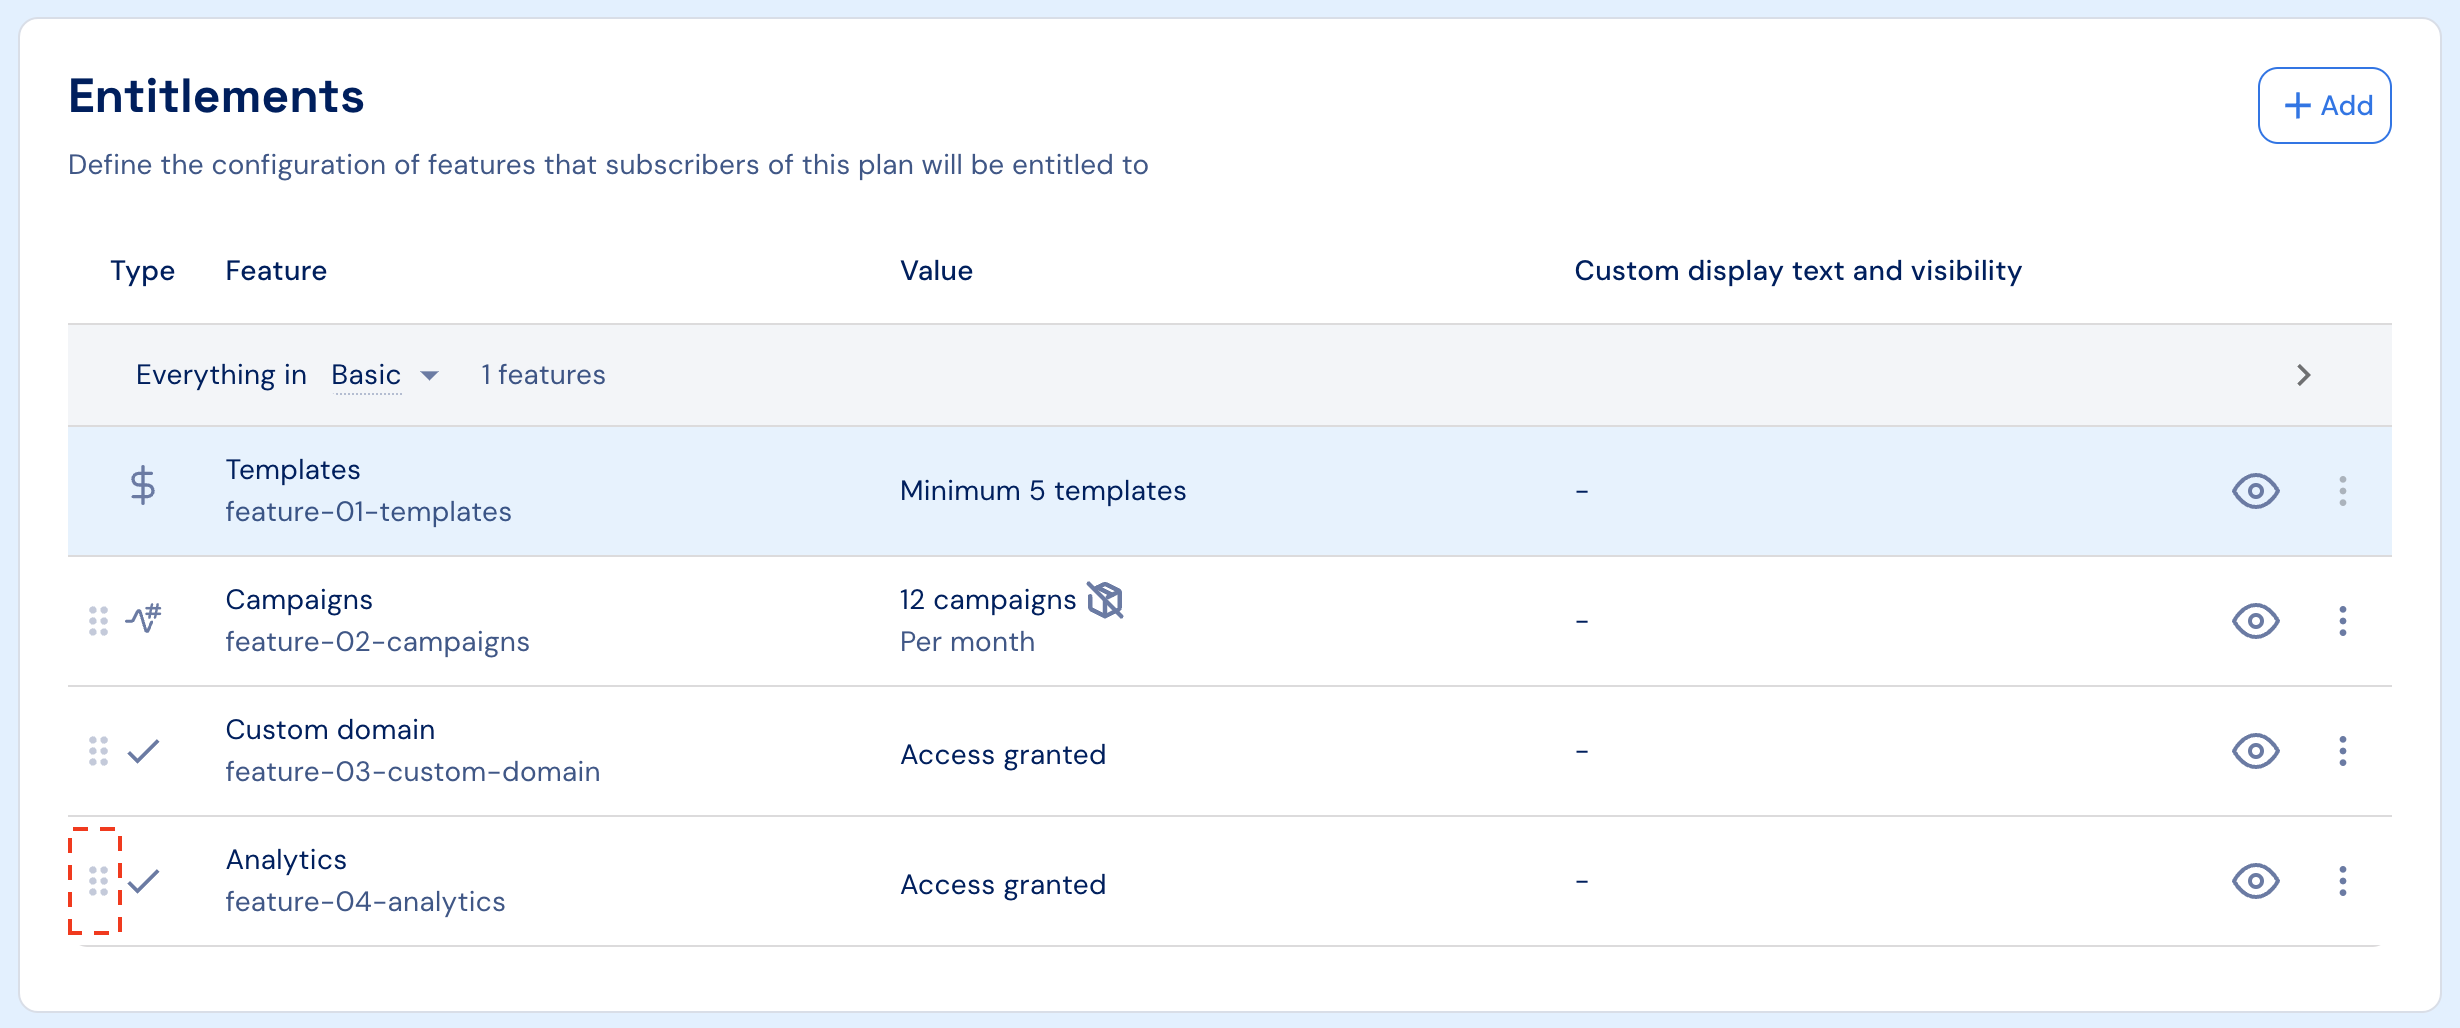 Entitlements
+ Add
Define the configuration of features that subscribers of this plan will be entitled to
Type Feature Value Custom display text and visibility
Everything in Basic 1 features
Templates
feature-01-templates
Minimum 5 templates
-
Campaigns
feature-02-campaigns
12 campaigns
Per month
-
Custom domain
feature-03-custom-domain
Access granted
-
Analytics
feature-04-analytics
Access granted
-